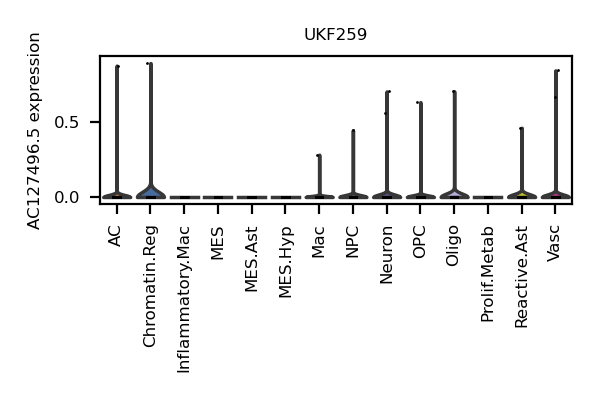 UKF259
AC127496.5 expression
0.5
0.0
AC
Chromatin.Reg
Inflammatory.Mac
MES
MES.Ast
MES.Hyp
Mac
NPC
Neuron
OPC
Oligo
Prolif.Metab
Reactive.Ast
Vasc